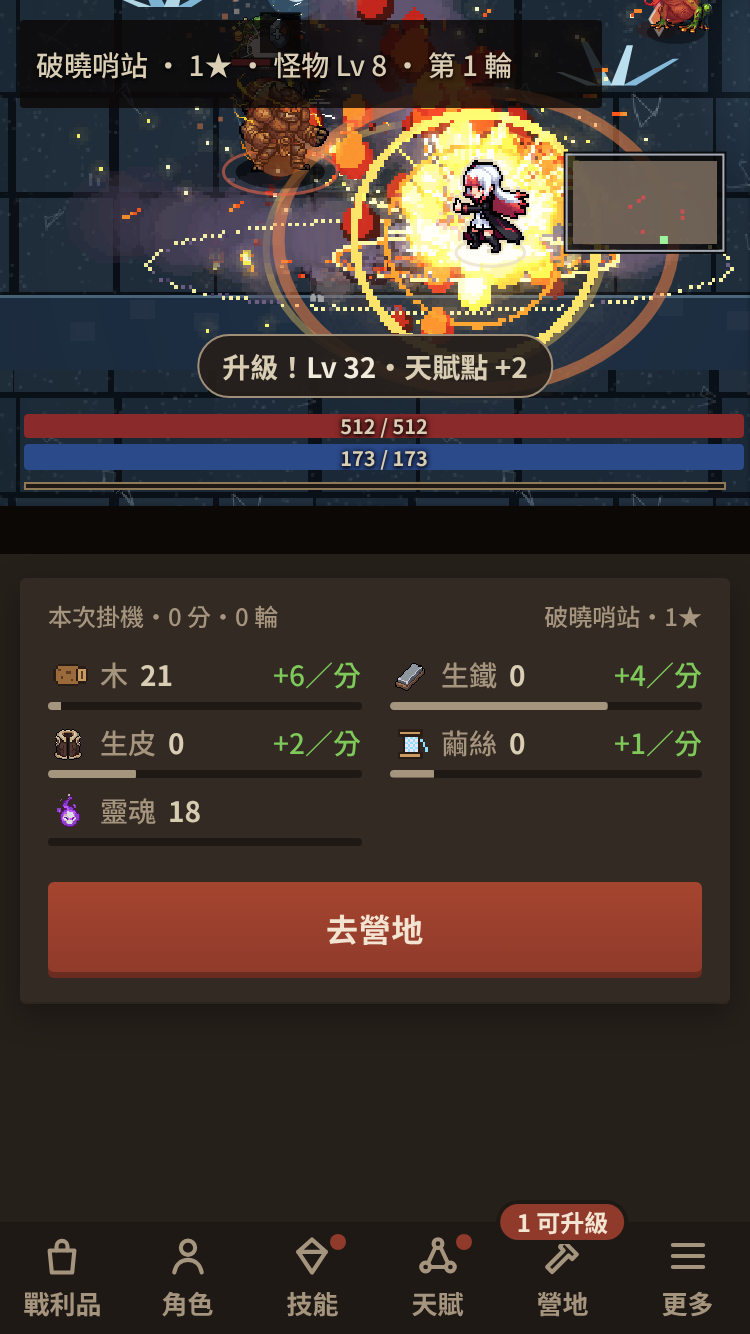 破曉哨站 • 1★ • 怪物 Lv 8 • 第 1 輪
升級！Lv 32・天賦點 +2
512 / 512
173 / 173
本次掛機・0 分・0 輪
破曉哨站・1★
木 21 +6／分
生鐵 0 +4／分
生皮 0 +2／分
繭絲 0 +1／分
靈魂 18
去營地
1 可升級
戰利品
角色
技能
天賦
營地
更多